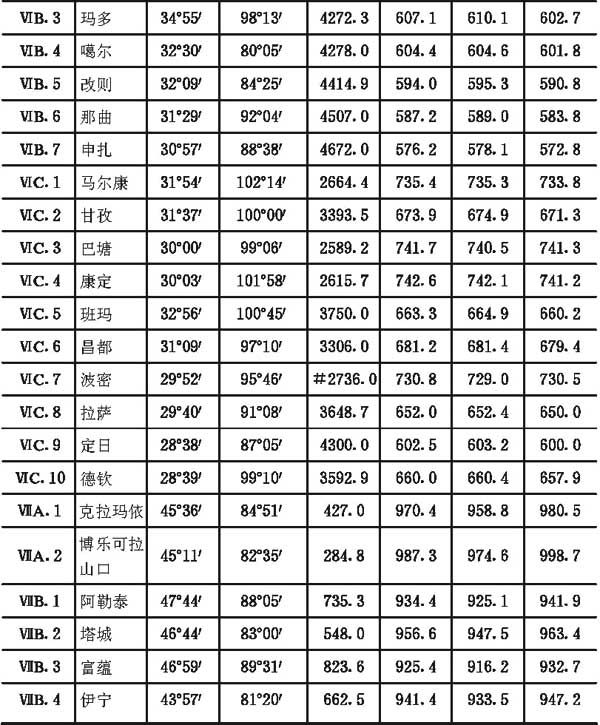 ⅥB.3 玛多 34°55′ 98°13′ 4272.3 607.1 610.1 602.7
ⅥB.4 噶尔 32°30′ 80°05′ 4278.0 604.4 604.6 601.8
ⅥB.5 改则 32°09′ 84°25′ 4414.9 594.0 595.3 590.8
ⅥB.6 那曲 31°29′ 92°04′ 4507.0 587.2 589.0 583.8
ⅥB.7 申扎 30°57′ 88°38′ 4672.0 576.2 578.1 572.8
ⅥC.1 马尔康 31°54′ 102°14′ 2664.4 735.4 735.3 733.8
ⅥC.2 甘孜 31°37′ 100°00′ 3393.5 673.9 674.9 671.3
ⅥC.3 巴塘 30°00′ 99°06′ 2589.2 741.7 740.5 741.3
ⅥC.4 康定 30°03′ 101°58′ 2615.7 742.6 742.1 741.2
ⅥC.5 班玛 32°56′ 100°45′ 3750.0 663.3 664.9 660.2
ⅥC.6 昌都 31°09′ 97°10′ 3306.0 681.2 681.4 679.4
ⅥC.7 波密 29°52′ 95°46′ #2736.0 730.8 729.0 730.5
ⅥC.8 拉萨 29°40′ 91°08′ 3648.7 652.0 652.4 650.0
ⅥC.9 定日 28°38′ 87°05′ 4300.0 602.5 603.2 600.0
ⅥC.10 德钦 28°39′ 99°10′ 3592.9 660.0 660.4 657.9
ⅦA.1 克拉玛依 45°36′ 84°51′ 427.0 970.4 958.8 980.5
ⅦA.2 博乐可拉 45°11′ 82°35′ 284.8 987.3 974.6 998.7
山口
ⅦB.1 阿勒泰 47°44′ 88°05′ 735.3 934.4 925.1 941.9
ⅦB.2 塔城 46°44′ 83°00′ 548.0 956.6 947.5 963.4
ⅦB.3 富蕴 46°59′ 89°31′ 823.6 925.4 916.2 932.7
ⅦB.4 伊宁 43°57′ 81°20′ 662.5 941.4 933.5 947.2